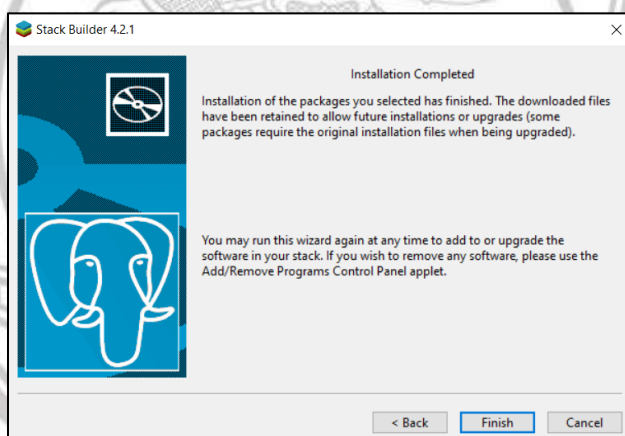 Stack Builder 4.2.1
Installation Completed
Installation of the packages you selected has finished. The downloaded files
have been retained to allow future installations or upgrades (some
packages require the original installation files when being upgraded).
You may run this wizard again at any time to add to or upgrade the
software in your stack. If you wish to remove any software, please use the
Add/Remove Programs Control Panel applet.
< Back
Finish
Cancel